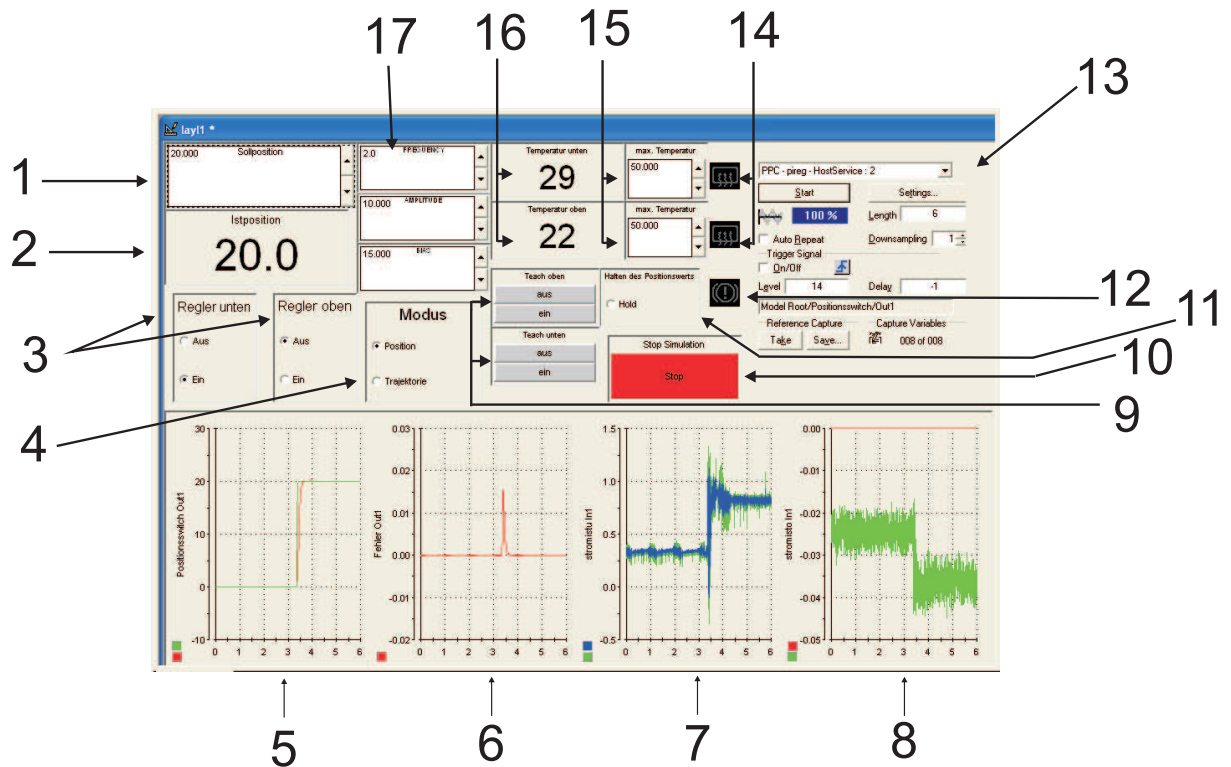 17
16
15
14
13
layl1 *
1
20.000
Sollposition
2.0
FREQUENCY
Temperatur unten
29
max. Temperatur
50.000
PPC - pireg - HostService : 2
Start
Settings...
10.000
AMPLITUDE
Temperatur oben
22
max. Temperatur
50.000
100 %
Length
6
2
Istposition
20.0
Auto Repeat
Downsampling
1
15.000
BIAS
Trigger Signal
On/Off
Teach oben
aus
ein
Halten des Positionswerts
Hold
Level
14
Delay
-1
12
Model Root/Positionsswitch/Out1
11
3
Regler unten
Aus
Ein
Regler oben
Aus
Ein
Modus
Position
Trajektorie
Teach unten
aus
ein
Stop Simulation
Stop
Reference Capture
Take
Save...
Capture Variables
008 of 008
10
4
9
Positionsswitch Out1
30
20
10
0
-10
0 1 2 3 4 5 6
Fehler Out1
0.03
0.02
0.01
0.00
-0.01
-0.02
0 1 2 3 4 5 6
stromistu In1
1.5
1.0
0.5
0.0
-0.5
0 1 2 3 4 5 6
stromisto In1
0.00
-0.01
-0.02
-0.03
-0.04
-0.05
0 1 2 3 4 5 6
5
6
7
8